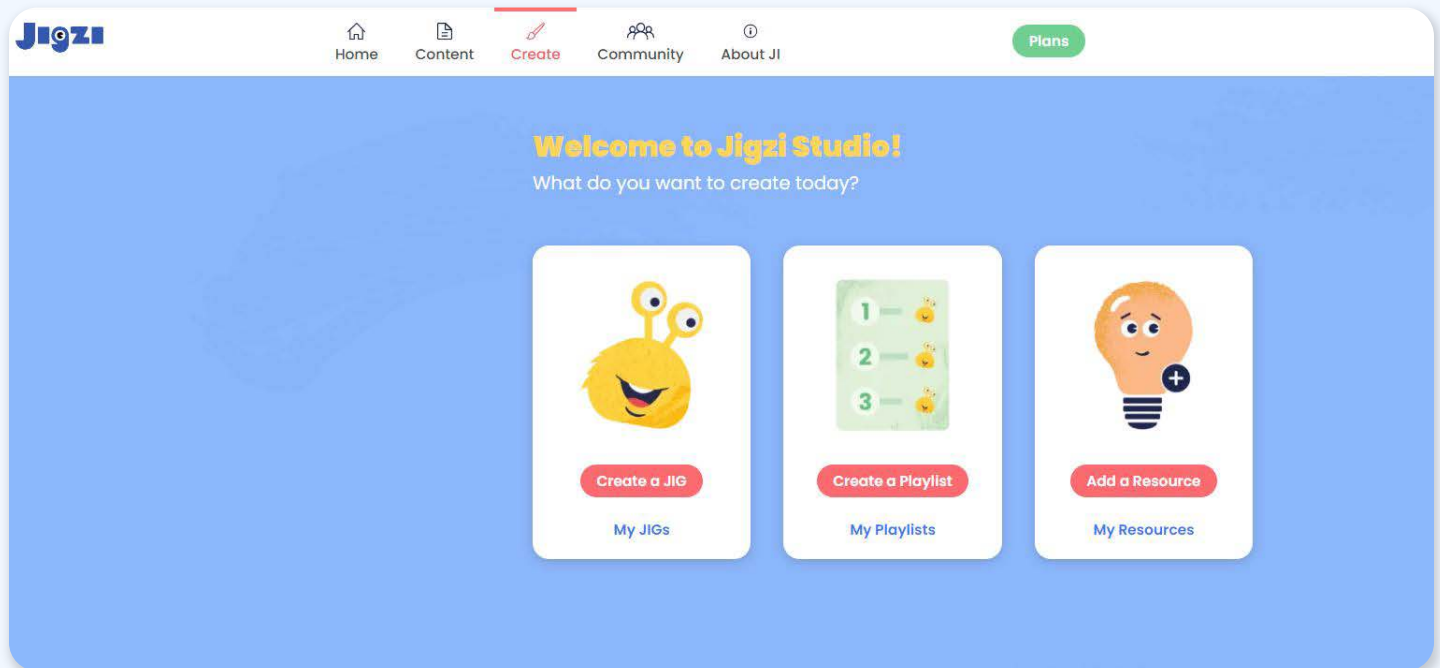 Jigzi
Home Content Create Community About JI Plans
Welcome to Jigzi Studio!
What do you want to create today?
1
2
3
Create a JIG Create a Playlist Add a Resource
My JIGs My Playlists My Resources